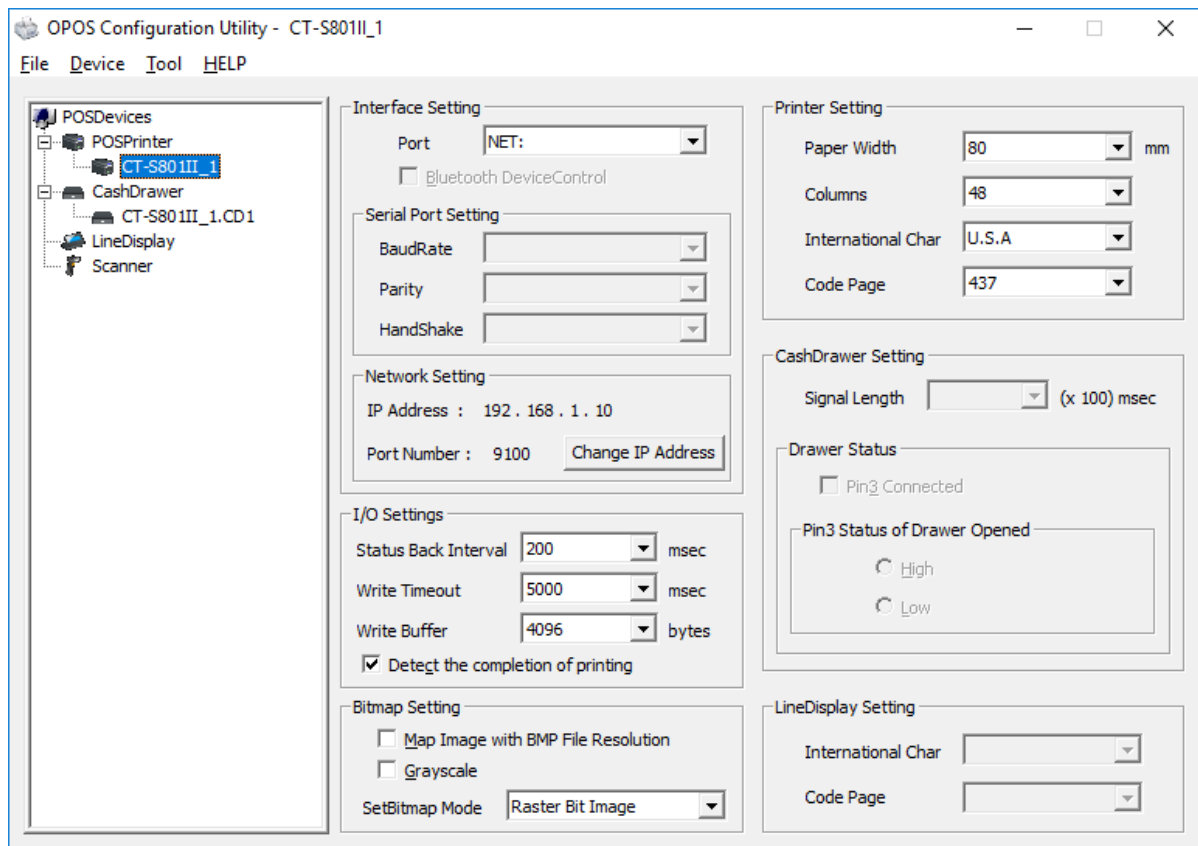 OPOS Configuration Utility - CT-S801II_1
File Device Tool HELP
POSDevices
POSPrinter
CT-S801II_1
CashDrawer
CT-S801II_1.CD1
LineDisplay
Scanner
Interface Setting
Port NET:
Bluetooth DeviceControl
Serial Port Setting
BaudRate
Parity
HandShake
Network Setting
IP Address : 192 . 168 . 1 . 10
Port Number : 9100 Change IP Address
I/O Settings
Status Back Interval 200 msec
Write Timeout 5000 msec
Write Buffer 4096 bytes
Detect the completion of printing
Bitmap Setting
Map Image with BMP File Resolution
Grayscale
SetBitmap Mode Raster Bit Image
Printer Setting
Paper Width 80 mm
Columns 48
International Char U.S.A
Code Page 437
CashDrawer Setting
Signal Length (x 100) msec
Drawer Status
Pin3 Connected
Pin3 Status of Drawer Opened
High
Low
LineDisplay Setting
International Char
Code Page